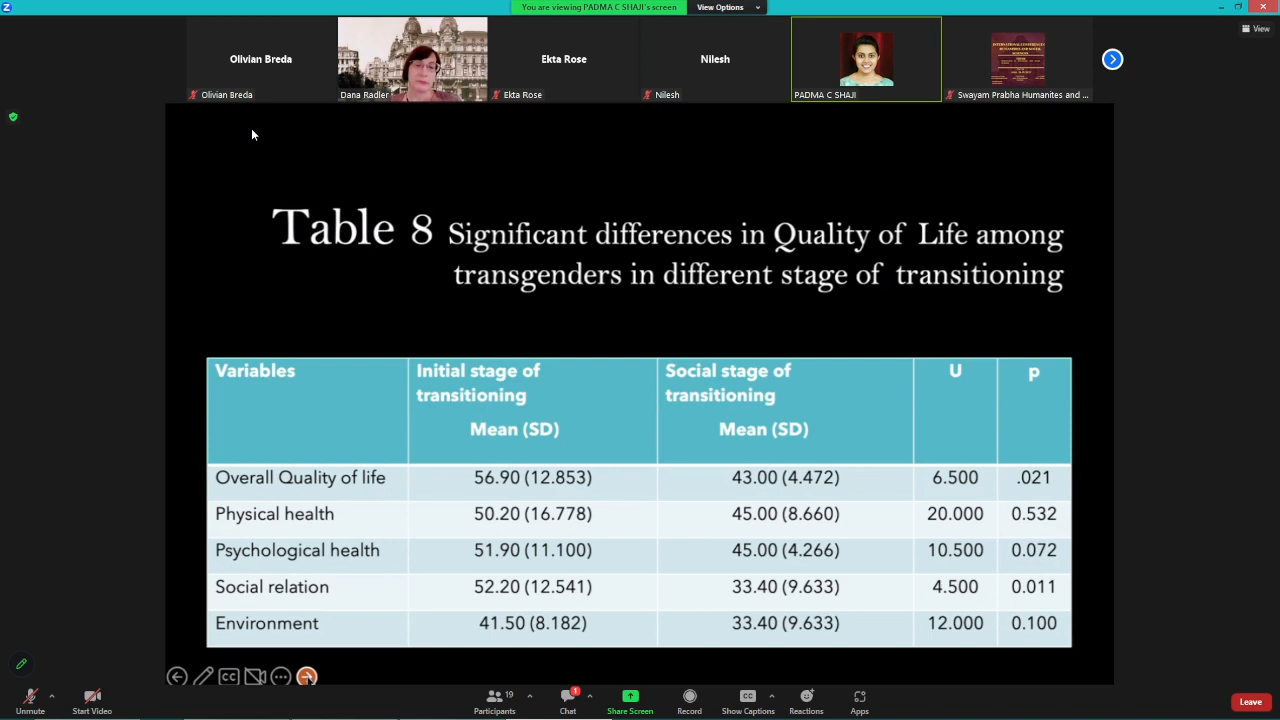 You are viewing PADMA C SHAJI's screen
View Options
View
Olivian Breda
Ekta Rose
Nilesh
Olivian Breda
Dana Radler
Ekta Rose
Nilesh
PADMA C SHAJI
Swayam Prabha Humanites and ...
Table 8 Significant differences in Quality of Life among
transgenders in different stage of transitioning
Variables Initial stage of transitioning Mean (SD) Social stage of transitioning Mean (SD) U p
Overall Quality of life 56.90 (12.853) 43.00 (4.472) 6.500 .021
Physical health 50.20 (16.778) 45.00 (8.660) 20.000 0.532
Psychological health 51.90 (11.100) 45.00 (4.266) 10.500 0.072
Social relation 52.20 (12.541) 33.40 (9.633) 4.500 0.011
Environment 41.50 (8.182) 33.40 (9.633) 12.000 0.100
CC
Unmute
Start Video
19
Participants
1
Chat
Share Screen
Record
CC
Show Captions
Reactions
Apps
Leave